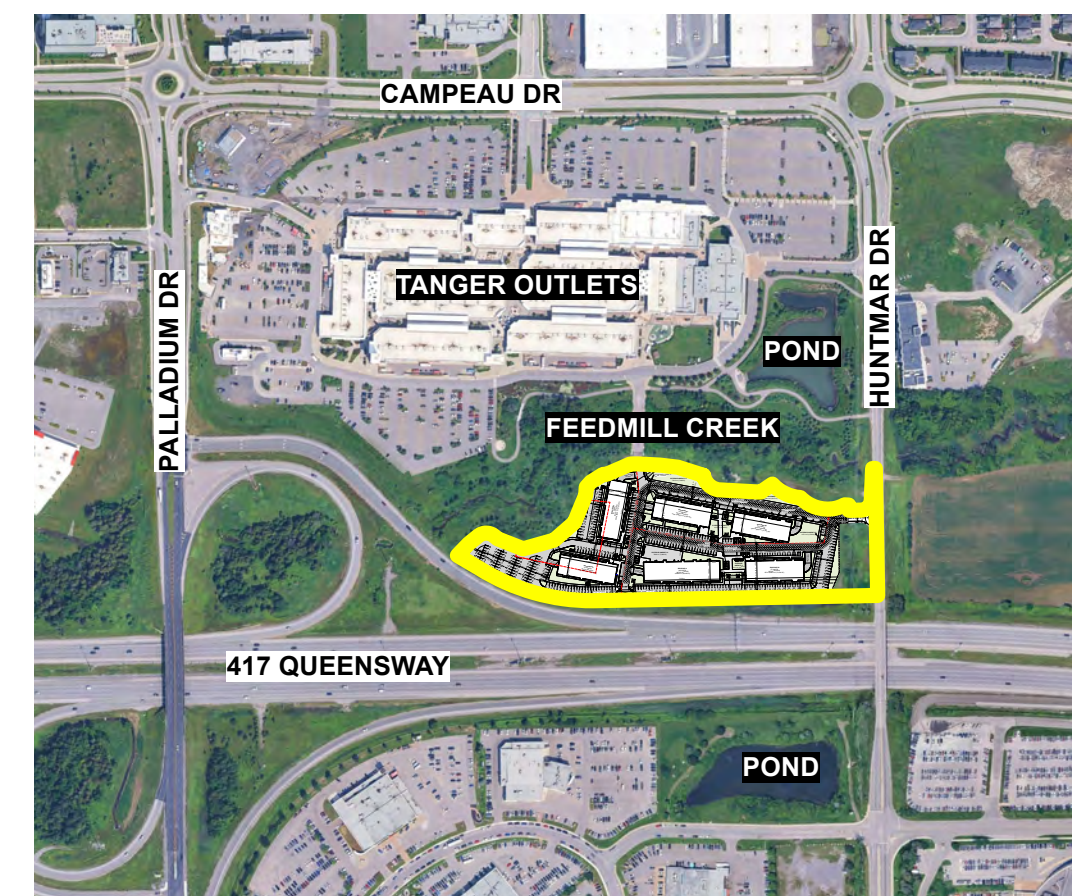 CAMPEAU DR
TANGER OUTLETS
PALLADIUM DR
HUNTMAR DR
POND
FEEDMILL CREEK
417 QUEENSWAY
POND